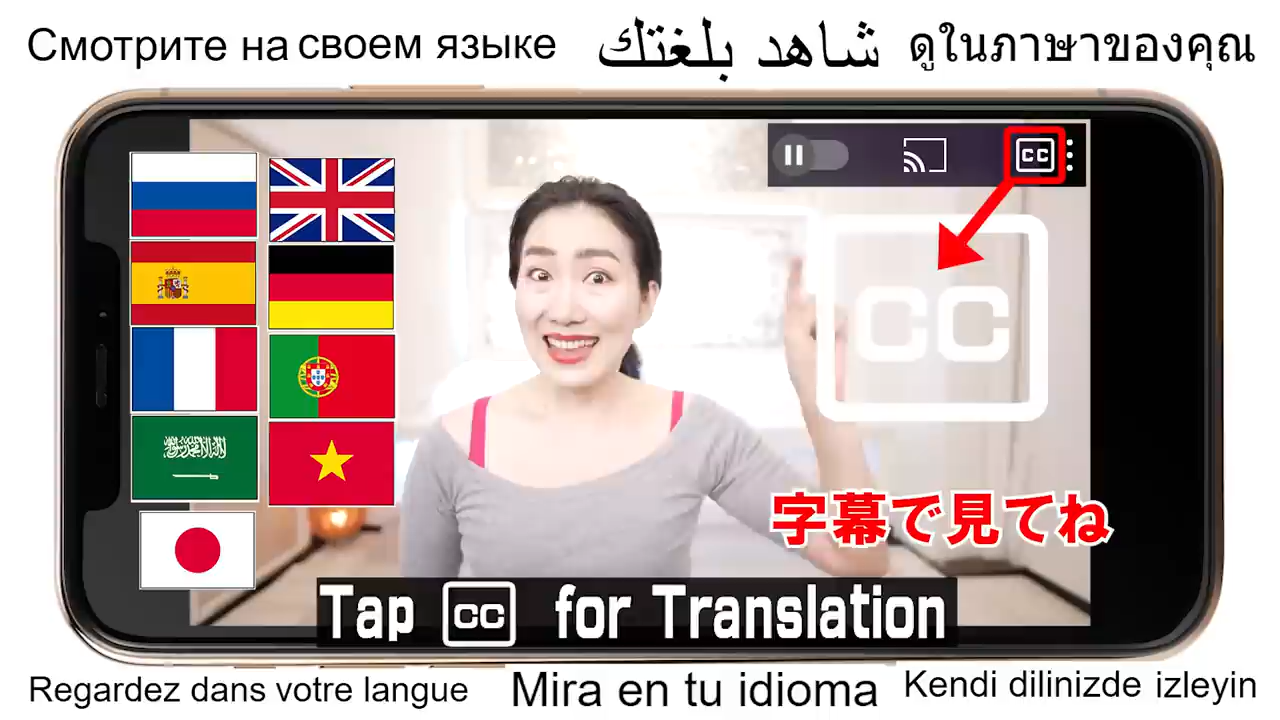 Смотрите на своем языке
شاهد بلغتك
ดูในภาษาของคุณ
CC
CC
字幕で見てね
Tap CC for Translation
Regardez dans votre langue
Mira en tu idioma
Kendi dilinizde izleyin